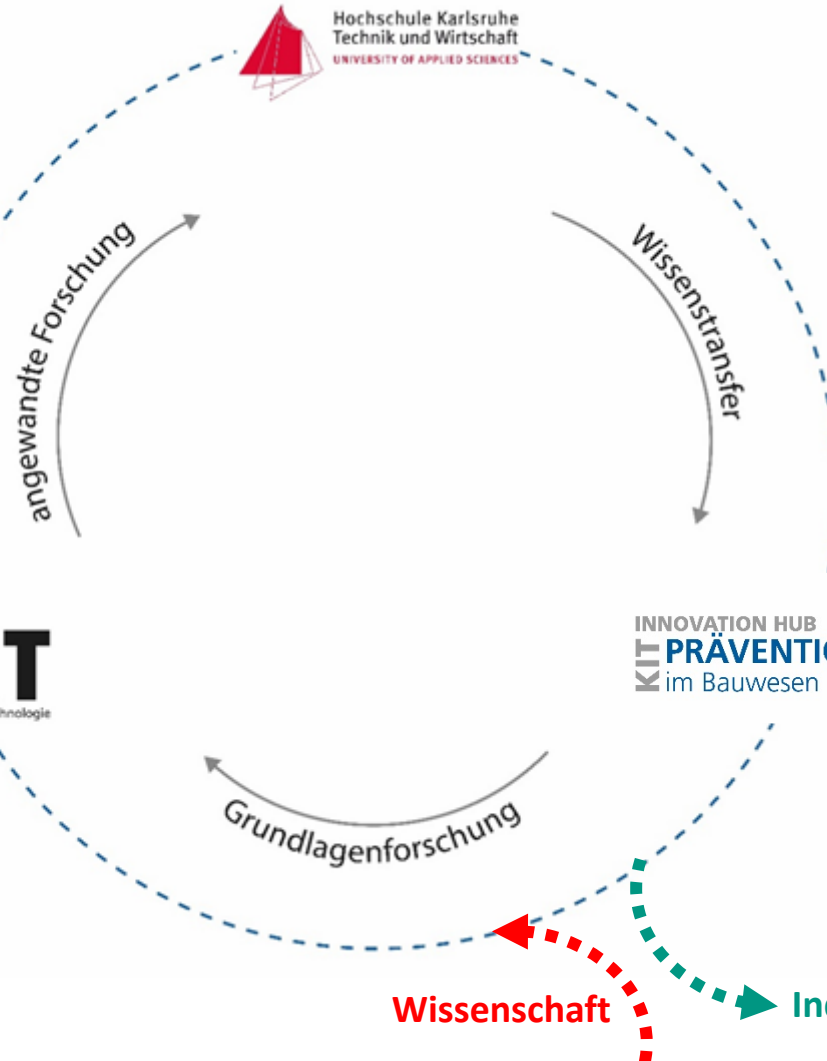 Hochschule Karlsruhe
Technik und Wirtschaft
UNIVERSITY OF APPLIED SCIENCES
angewandte Forschung
Wissenstransfer
INNOVATION HUB
KIT
im Bauwesen
Grundlagenforschung
Wissenschaft